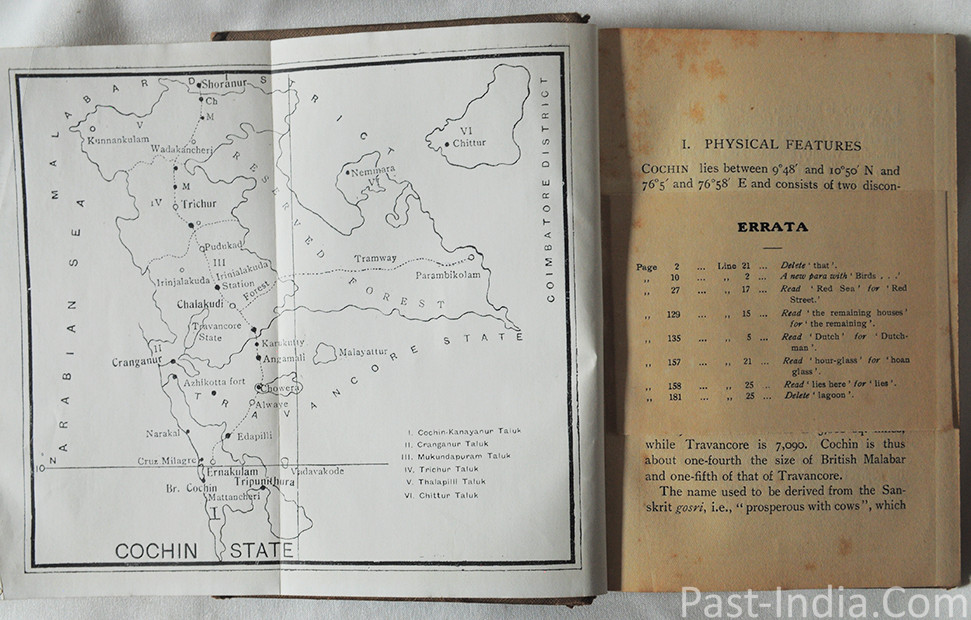 MALABAR DISTRICT
Shoranur
Ch
M
V
Kunnankulam
Wadakancheri
M
IV
Trichur
Pudukad
III
Irinjalakuda
Irinialakuda
Station
Chalakudi
Forest
Travancore
State
II
Cranganur
Karakutty
Angamali
Malayattur
Azhikotta fort
Chowera
Alwaye
Narakal
Edapilli
Cruz Milagre
10° N
Ernakulam
Vadavakode
Br. Cochin
Tripunithura
Mattancheri
I
RESERVED FOREST
Nemmara
VI
VI
Chittur
Tramway
Parambikolam
COIMBATORE DISTRICT
ARABIAN SEA
TRAVANCORE STATE
I. Cochin-Kanayanur Taluk
II. Cranganur Taluk
III. Mukundapuram Taluk
IV. Trichur Taluk
V. Thalapilli Taluk
VI. Chittur Taluk
COCHIN STATE
I. PHYSICAL FEATURES
COCHIN lies between 9°48′ and 10°50′ N and
76°5′ and 76°58′ E and consists of two discon-
ERRATA
Page 2 ... Line 21 ... Delete ‘ that ’.
„ 10 ... „ 2 ... A new para with ‘ Birds . . .’
„ 27 ... „ 17 ... Read ‘ Red Sea ’ for ‘ Red
Street.’
„ 129 ... „ 15 ... Read ‘ the remaining houses ’
for ‘ the remaining ’.
„ 135 ... „ 5 ... Read ‘ Dutch ’ for ‘ Dutch-
man ’.
„ 157 ... „ 21 ... Read ‘ hour-glass ’ for ‘ hoan
glass ’.
„ 158 ... „ 25 .. Read ‘ lies here ’ for ‘ lies ’.
„ 181 ... „ 25 ... Delete ‘ lagoon ’.
while Travancore is 7,090. Cochin is thus
about one-fourth the size of British Malabar
and one-fifth of that of Travancore.
The name used to be derived from the San-
skrit gosri, i.e., “ prosperous with cows ”, which
Past-India.Com